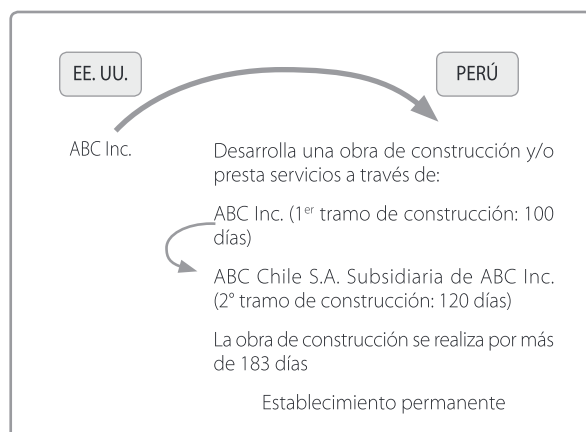 EE. UU.
PERÚ
ABC Inc.
Desarrolla una obra de construcción y/o
presta servicios a través de:
ABC Inc. (1er tramo de construcción: 100
días)
ABC Chile S.A. Subsidiaria de ABC Inc.
(2° tramo de construcción: 120 días)
La obra de construcción se realiza por más
de 183 días
Establecimiento permanente